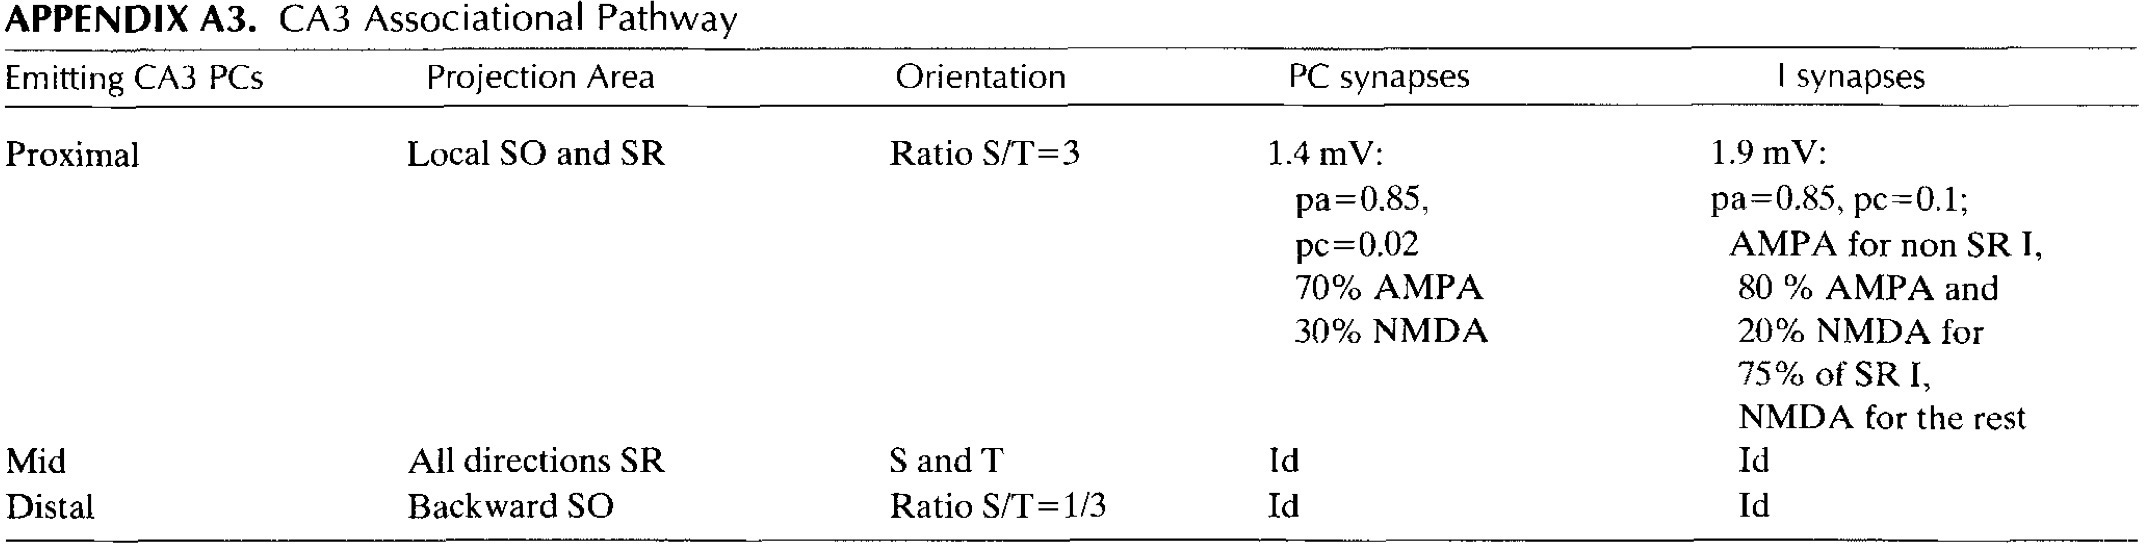 APPENDIX A3. CA3 Associational Pathway
Emitting CA3 PCs Projection Area Orientation PC synapses I synapses
Proximal Local SO and SR Ratio S/T=3 1.4 mV: 1.9 mV:
pa=0.85, pa=0.85, pc=0.1;
pc=0.02 AMPA for non SR I,
70% AMPA 80 % AMPA and
30% NMDA 20% NMDA for
75% of SR I,
NMDA for the rest
Mid All directions SR S and T Id Id
Distal Backward SO Ratio S/T=1/3 Id Id